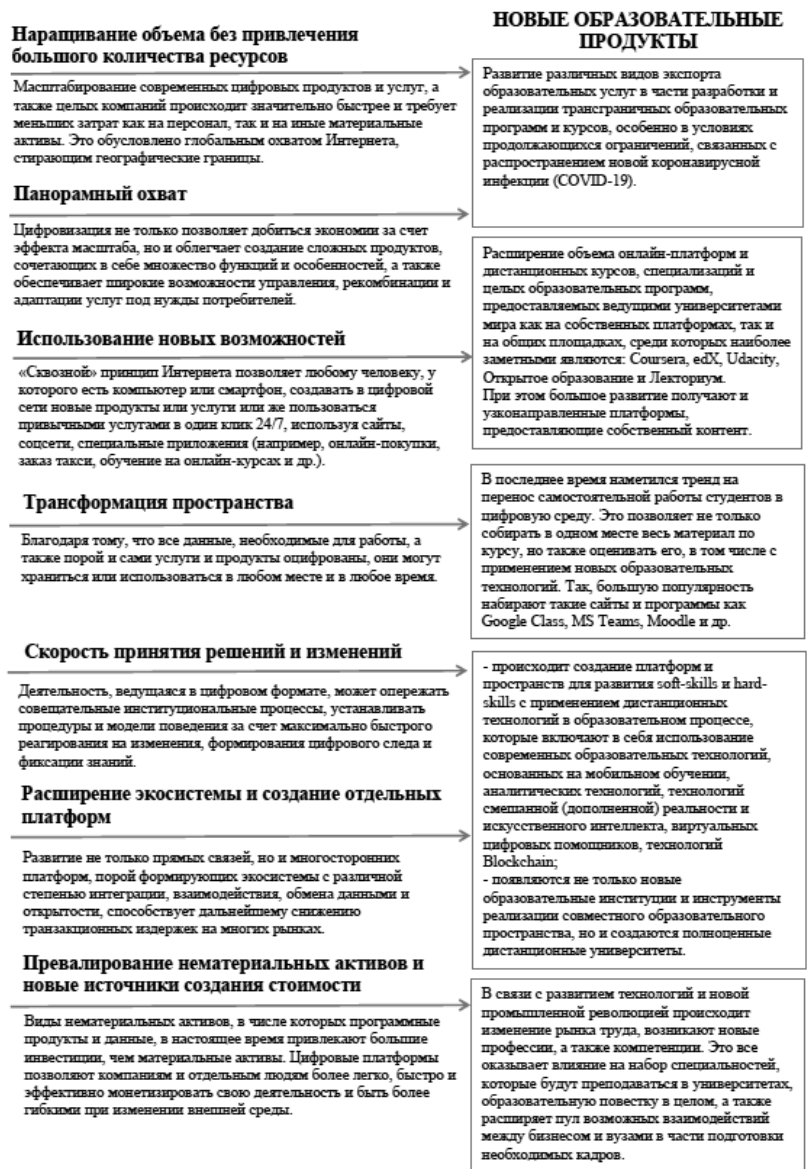 Наращивание объема без привлечения
большого количества ресурсов
Масштабирование современных цифровых продуктов и услуг, а
также целых компаний происходит значительно быстрее и требует
меньших затрат как на персонал, так и на иные материальные
активы. Это обусловлено глобальным охватом Интернета,
стирающим географические границы.
Панорамный охват
Цифровизация не только позволяет добиться экономии за счет
эффекта масштаба, но и облегчает создание сложных продуктов,
сочетающих в себе множество функций и особенностей, а также
обеспечивает широкие возможности управления, рекомбинации и
адаптации услуг под нужды потребителей.
Использование новых возможностей
«Сквозной» принцип Интернета позволяет любому человеку, у
которого есть компьютер или смартфон, создавать в цифровой
сети новые продукты или услуги или же пользоваться
привычными услугами в один клик 24/7, используя сайты,
соцсети, специальные приложения (например, онлайн-покупки,
заказ такси, обучение на онлайн-курсах и др.).
Трансформация пространства
Благодаря тому, что все данные, необходимые для работы, а
также порой и сами услуги и продукты оцифрованы, они могут
храниться или использоваться в любом месте и в любое время.
Скорость принятия решений и изменений
Деятельность, ведущаяся в цифровом формате, может опережать
совещательные институциональные процессы, устанавливать
процедуры и модели поведения за счет максимально быстрого
реагирования на изменения, формирования цифрового следа и
фиксации знаний.
Расширение экосистемы и создание отдельных
платформ
Развитие не только прямых связей, но и многосторонних
платформ, порой формирующих экосистемы с различной
степенью интеграции, взаимодействия, обмена данными и
открытости, способствует дальнейшему снижению
транзакционных издержек на многих рынках.
Превалирование нематериальных активов и
новые источники создания стоимости
Виды нематериальных активов, в числе которых программные
продукты и данные, в настоящее время привлекают большие
инвестиции, чем материальные активы. Цифровые платформы
позволяют компаниям и отдельным людям более легко, быстро и
эффективно монетизировать свою деятельность и быть более
гибкими при изменении внешней среды.
НОВЫЕ ОБРАЗОВАТЕЛЬНЫЕ
ПРОДУКТЫ
Развитие различных видов экспорта
образовательных услуг в части разработки и
реализации трансграничных образовательных
программ и курсов, особенно в условиях
продолжающихся ограничений, связанных с
распространением новой коронавирусной
инфекции (COVID-19).
Расширение объема онлайн-платформ и
дистанционных курсов, специализаций и
целых образовательных программ,
предоставляемых ведущими университетами
мира как на собственных платформах, так и
на общих площадках, среди которых наиболее
заметными являются: Coursera, edX, Udacity,
Открытое образование и Лекториум.
При этом большое развитие получают и
узконаправленные платформы,
предоставляющие собственный контент.
В последнее время наметился тренд на
перенос самостоятельной работы студентов в
цифровую среду. Это позволяет не только
собирать в одном месте весь материал по
курсу, но также оценивать его, в том числе с
применением новых образовательных
технологий. Так, большую популярность
набирают такие сайты и программы как
Google Class, MS Teams, Moodle и др.
- происходит создание платформ и
пространств для развития soft-skills и hard-
skills с применением дистанционных
технологий в образовательном процессе,
которые включают в себя использование
современных образовательных технологий,
основанных на мобильном обучении,
аналитических технологий, технологий
смешанной (дополненной) реальности и
искусственного интеллекта, виртуальных
цифровых помощников, технологий
Blockchain;
- появляются не только новые
образовательные институции и инструменты
реализации совместного образовательного
пространства, но и создаются полноценные
дистанционные университеты.
В связи с развитием технологий и новой
промышленной революцией происходит
изменение рынка труда, возникают новые
профессии, а также компетенции. Это все
оказывает влияние на набор специальностей,
которые будут преподаваться в университетах,
образовательную повестку в целом, а также
расширяет пул возможных взаимодействий
между бизнесом и вузами в части подготовки
необходимых кадров.